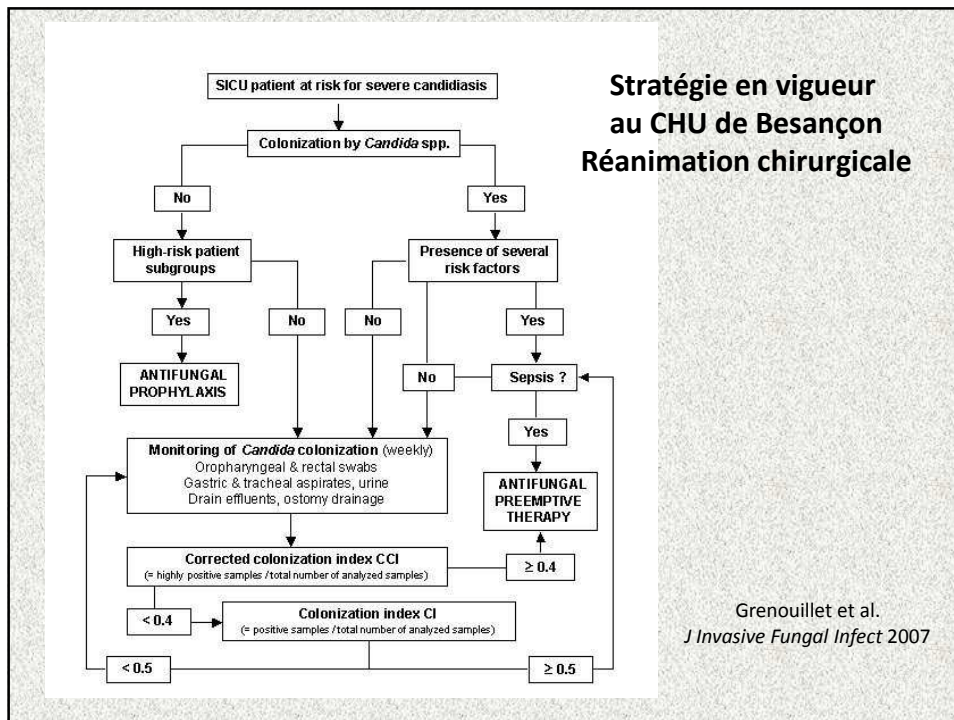 Stratégie en vigueur
au CHU de Besançon
Réanimation chirurgicale
SICU patient at risk for severe candidiasis
Colonization by Candida spp.
No
Yes
High-risk patient
subgroups
Presence of several
risk factors
Yes
No
No
Yes
ANTIFUNGAL
PROPHYLAXIS
No
Sepsis ?
Yes
Monitoring of Candida colonization (weekly)
Oropharyngeal & rectal swabs
Gastric & tracheal aspirates, urine
Drain effluents, ostomy drainage
ANTIFUNGAL
PREEMPTIVE
THERAPY
Corrected colonization index CCI
(= highly positive samples / total number of analyzed samples)
≥ 0.4
< 0.4
Colonization index CI
(= positive samples / total number of analyzed samples)
< 0.5
≥ 0.5
Grenouillet et al.
J Invasive Fungal Infect 2007